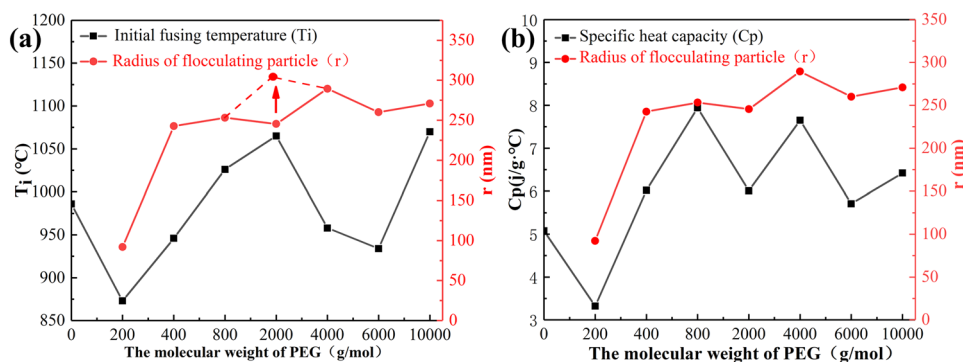 (a)
Initial fusing temperature (Ti)
Radius of flocculating particle（r）
1200
1150
1100
1050
1000
950
900
850
Ti (°C)
350
300
250
200
150
100
50
0
r (nm)
0 200 400 800 2000 4000 6000 10000
The molecular weight of PEG（g/mol）
(b)
Specific heat capacity (Cp)
Radius of flocculating particle（r）
10
9
8
7
6
5
4
3
Cp(j/g·°C)
350
300
250
200
150
100
50
0
r (nm)
0 200 400 800 2000 4000 6000 10000
The molecular weight of PEG（g/mol）